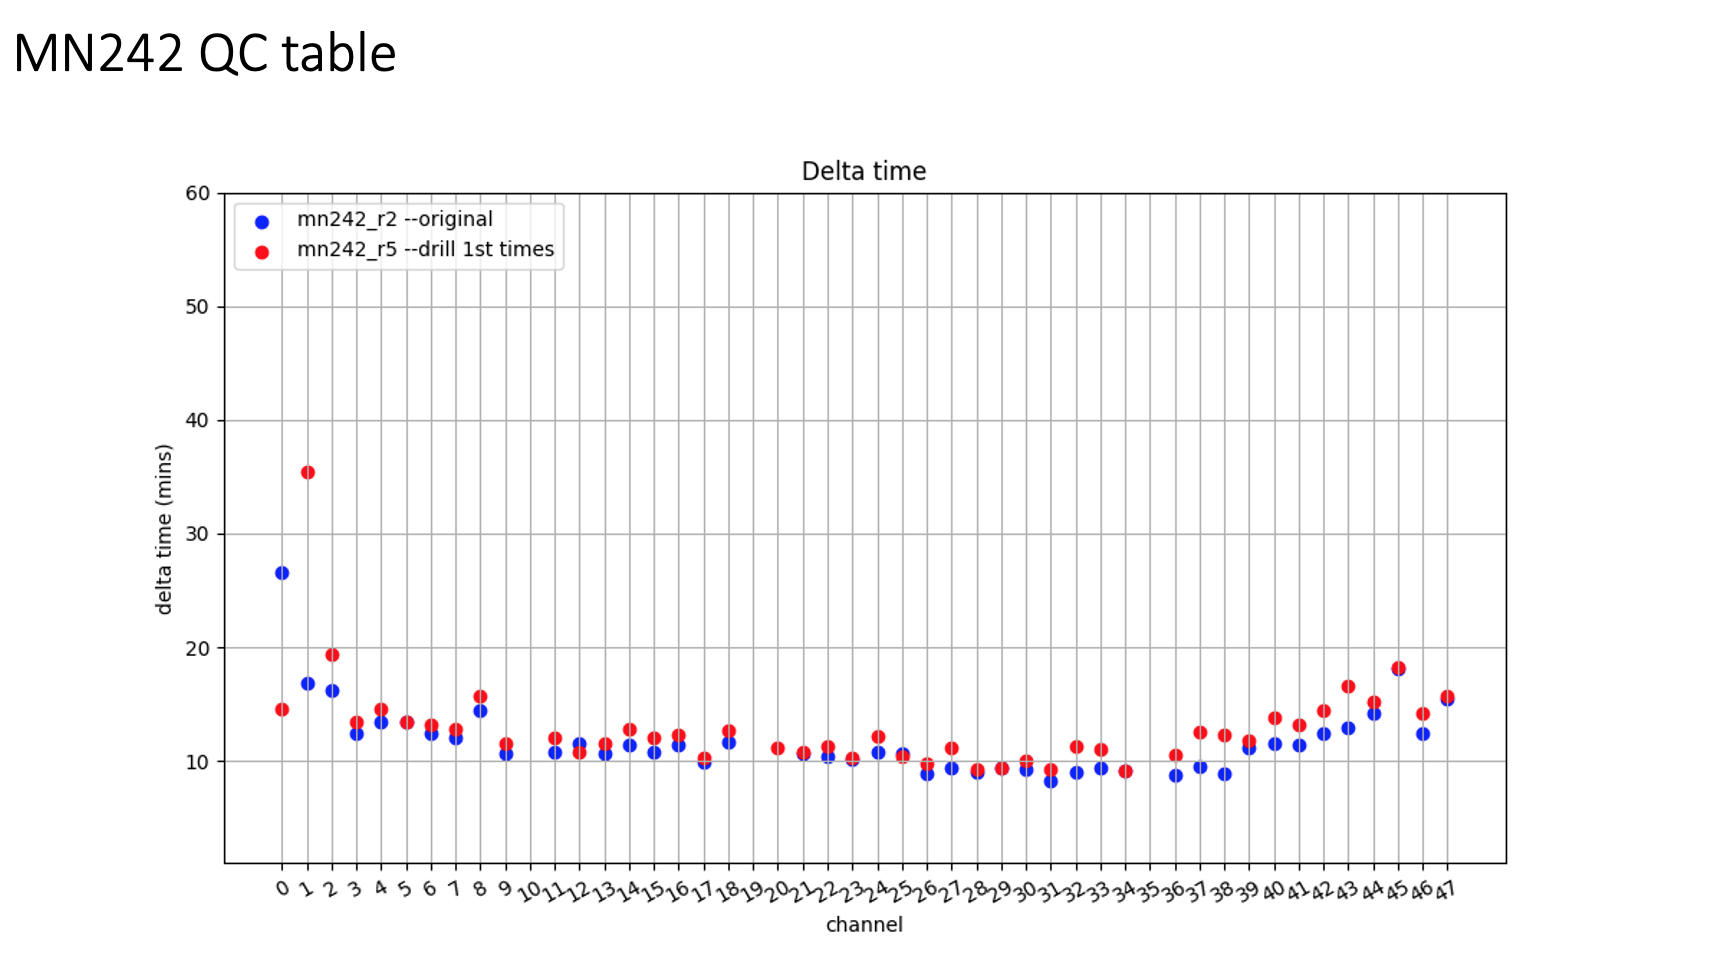 MN242 QC table
Delta time
mn242_r2 --original
mn242_r5 --drill 1st times
60
50
40
30
20
10
delta time (mins)
0 1 2 3 4 5 6 7 8 9 10 11 12 13 14 15 16 17 18 19 20 21 22 23 24 25 26 27 28 29 30 31 32 33 34 35 36 37 38 39 40 41 42 43 44 45 46 47
channel